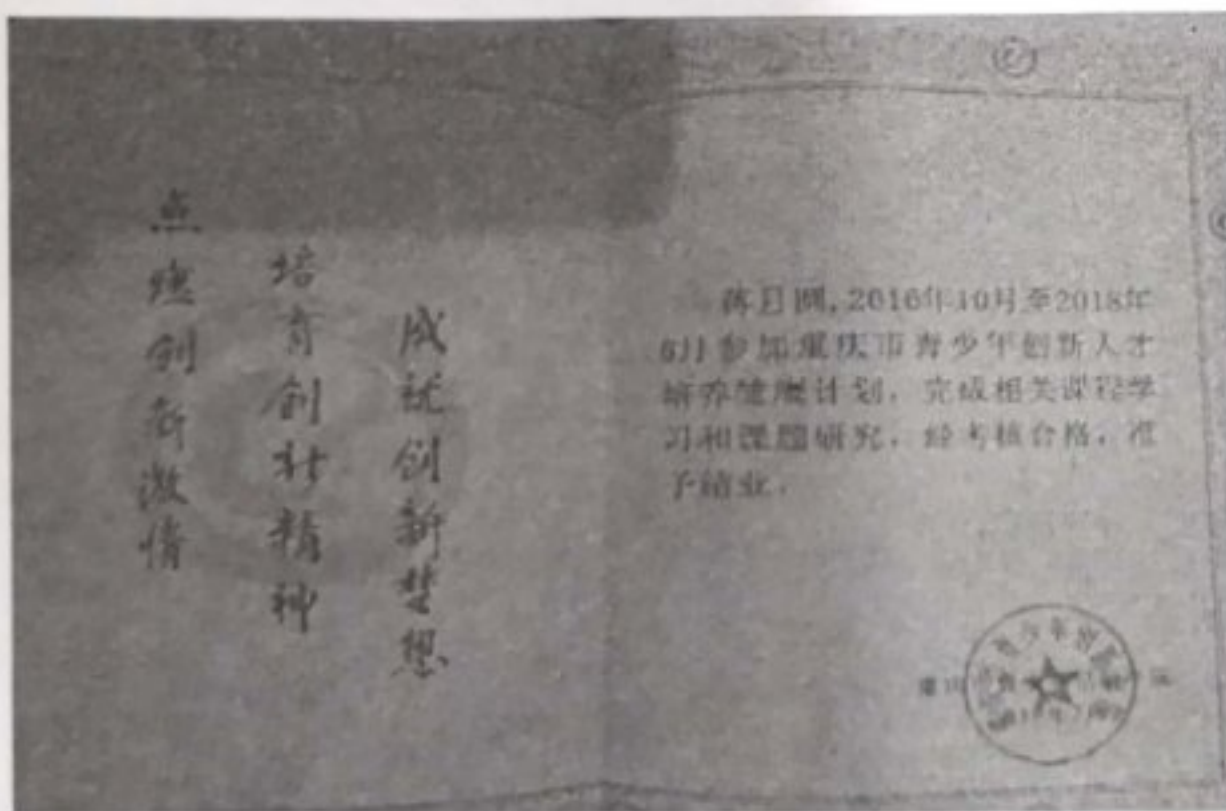 点燃创新激情
培育创新精神
成就创新梦想
②
2016年10月至2018年
6月参加重庆市青少年创新人才
培养雏鹰计划，完成相关课程学
习和课题研究，经考核合格，准
予结业。